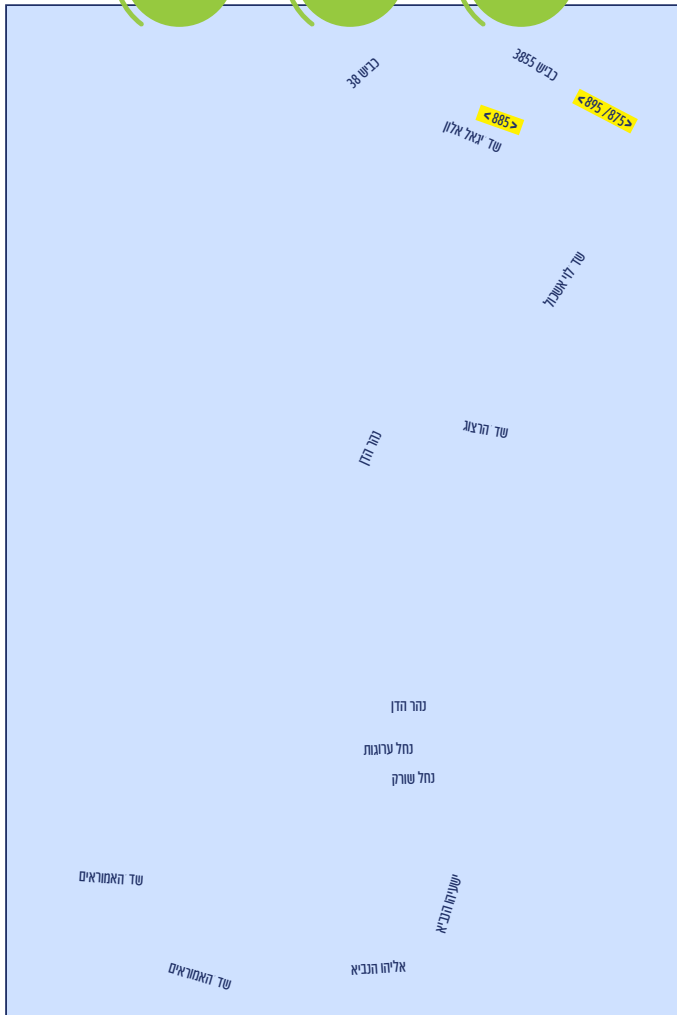 כביש 38
כביש 3855
<895 /875>
<885>
שד יגאל אלון
שד לוי אשכול
שד הרצוג
נהר הדן
נהר הדן
נחל ערוגות
נחל שורק
שד האמוראים
ישעיהו הנביא
אליהו הנביא
שד האמוראים